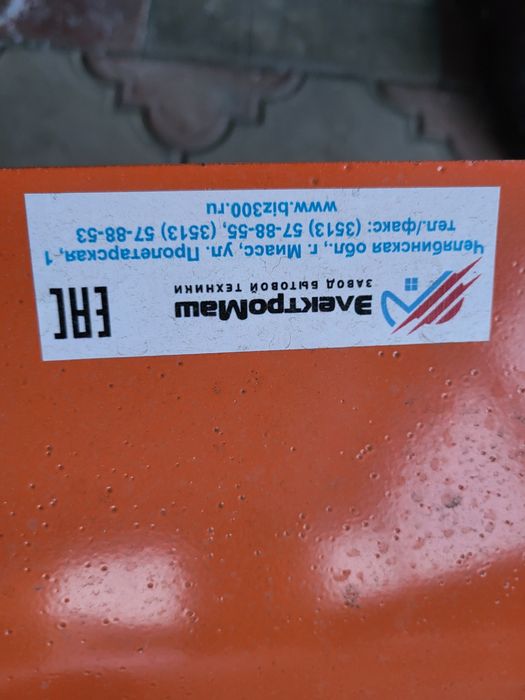 ЭлектроМаш
ЗАВОД БЫТОВОЙ ТЕХНИКИ
EAC
Челябинская обл., г. Миасс, ул. Пролетарская,1
тел./факс: (3513) 57-88-55, (3513) 57-88-53
www.biz300.ru